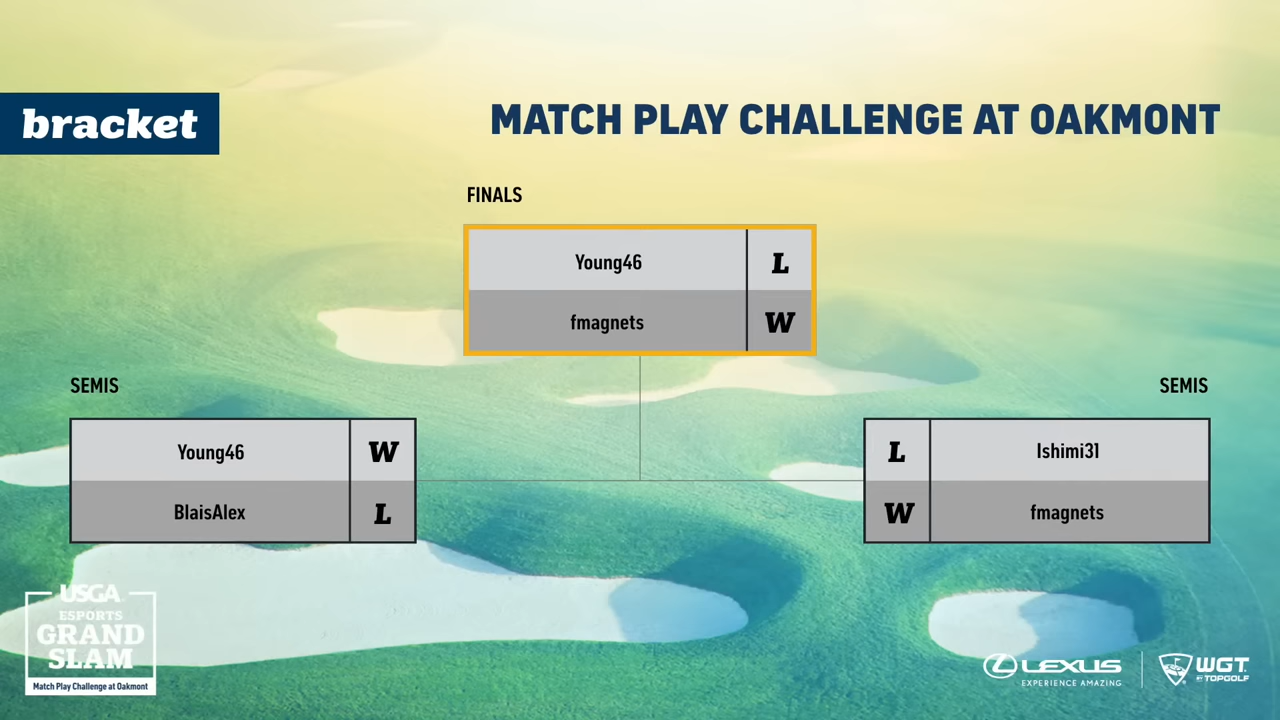 bracket
MATCH PLAY CHALLENGE AT OAKMONT
FINALS
Young46 L
fmagnets W
SEMIS
Young46 W
BlaisAlex L
SEMIS
L Ishimi31
W fmagnets
USGA
ESPORTS
GRAND
SLAM
Match Play Challenge at Oakmont
LEXUS
EXPERIENCE AMAZING
WGT
BY TOPGOLF